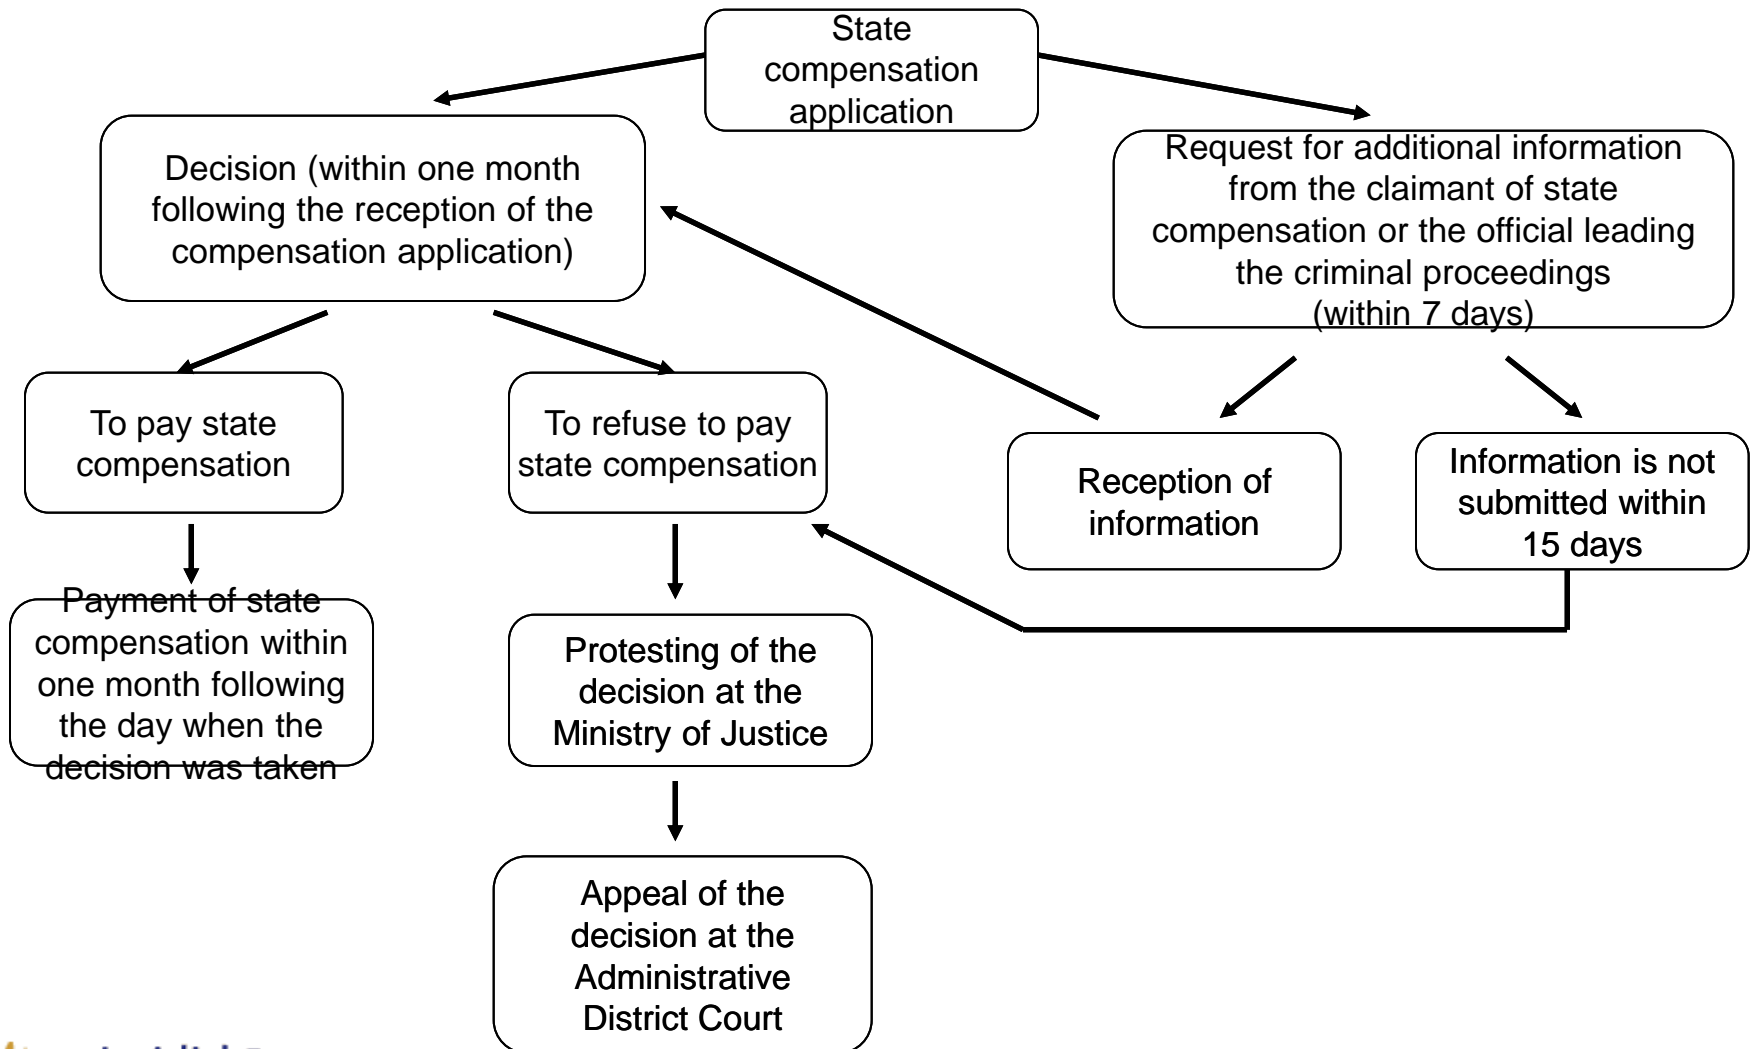 State
compensation
application
Decision (within one month
following the reception of the
compensation application)
Request for additional information
from the claimant of state
compensation or the official leading
the criminal proceedings
(within 7 days)
To pay state
compensation
To refuse to pay
state compensation
Reception of
information
Information is not
submitted within
15 days
Payment of state
compensation within
one month following
the day when the
decision was taken
Protesting of the
decision at the
Ministry of Justice
Appeal of the
decision at the
Administrative
District Court